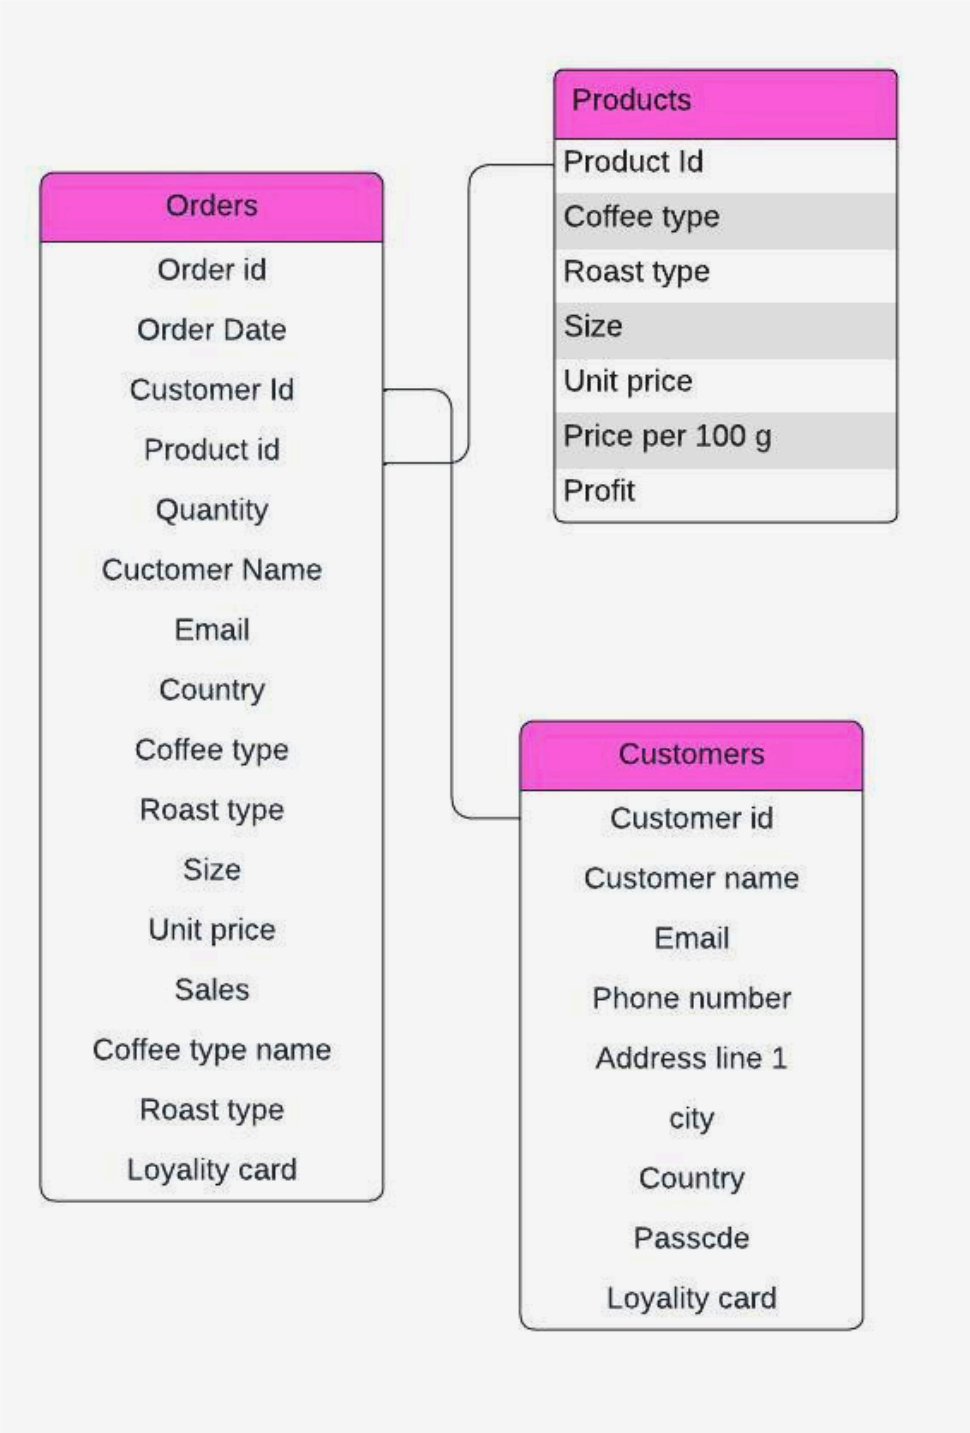 Orders
Order id
Order Date
Customer Id
Product id
Quantity
Cuctomer Name
Email
Country
Coffee type
Roast type
Size
Unit price
Sales
Coffee type name
Roast type
Loyality card
Products
Product Id
Coffee type
Roast type
Size
Unit price
Price per 100 g
Profit
Customers
Customer id
Customer name
Email
Phone number
Address line 1
city
Country
Passcde
Loyality card